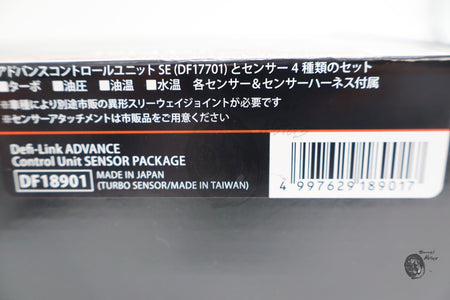 アドバンスコントロールユニット SE (DF17701) とセンサー 4 種類のセット
■ターボ ■油圧 ■油温 ■水温 各センサー&センサーハーネス付属
※車種により別途市販の異形スリーウェイジョイントが必要です
※センサーアタッチメントは市販品をご使用ください
Defi-Link ADVANCE
Control Unit SENSOR PACKAGE
DF18901 MADE IN JAPAN
(TURBO SENSOR/MADE IN TAIWAN)
4 997629 189017